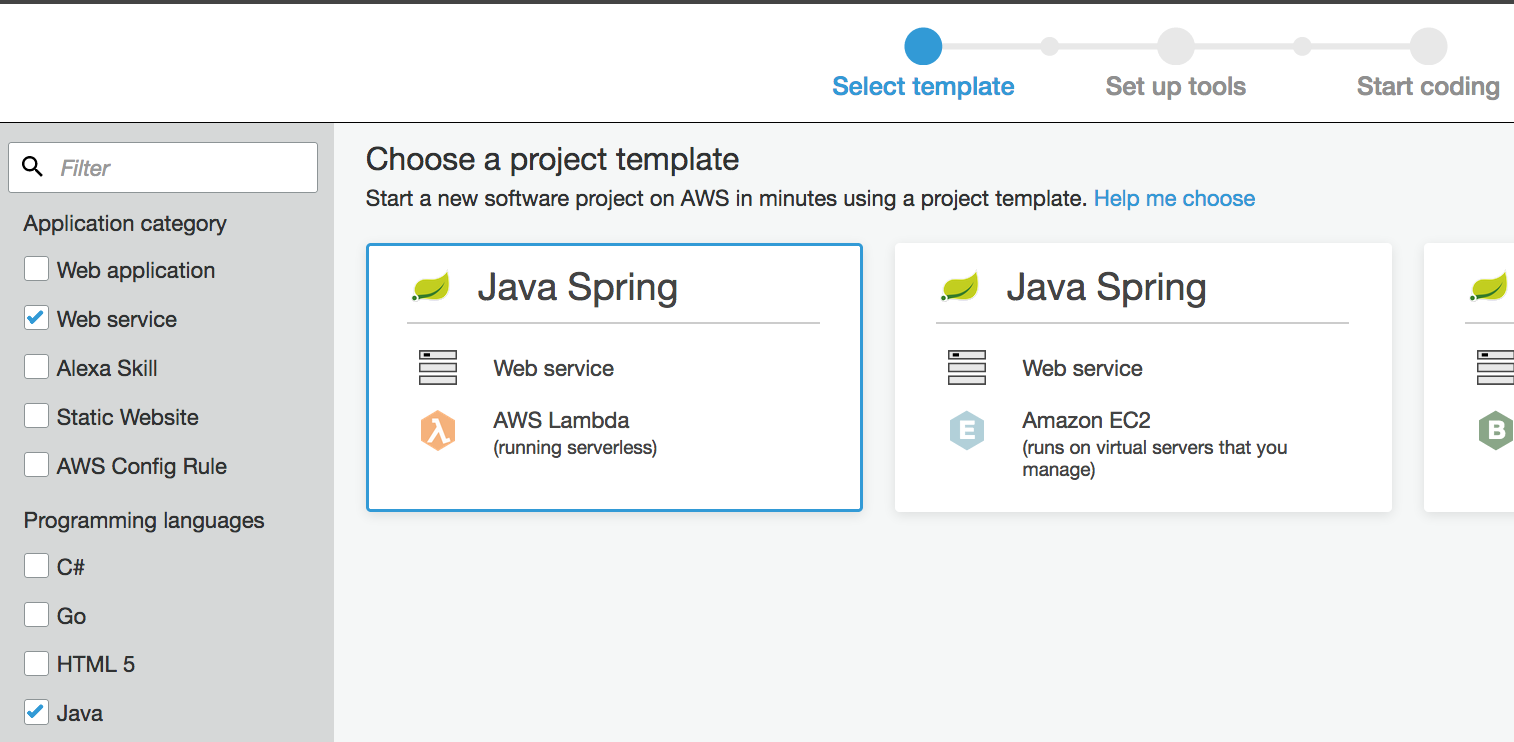 Select template
Set up tools
Start coding
Filter
Application category
Web application
Web service
Alexa Skill
Static Website
AWS Config Rule
Programming languages
C#
Go
HTML 5
Java
Choose a project template
Start a new software project on AWS in minutes using a project template. Help me choose
Java Spring
Web service
AWS Lambda
(running serverless)
Java Spring
Web service
E
Amazon EC2
(runs on virtual servers that you
manage)
B